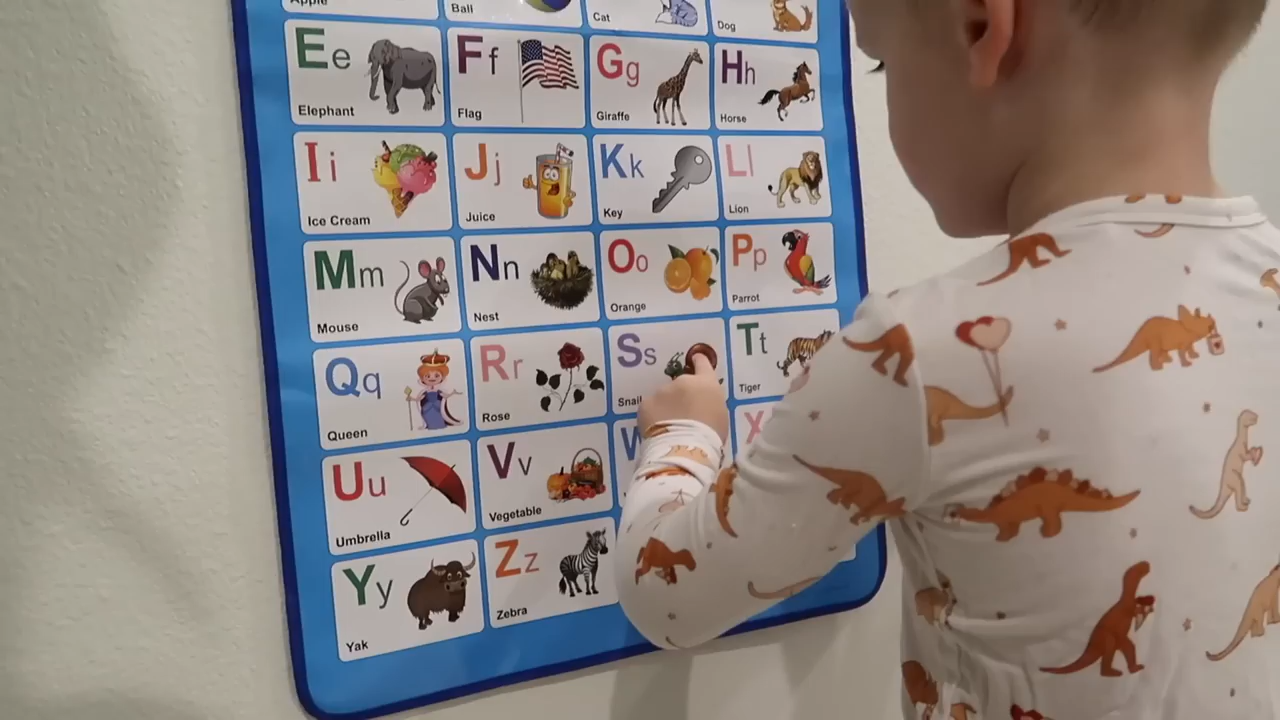 Apple Ball Cat Dog
Ee Ff Gg Hh
Elephant Flag Giraffe Horse
Ii Jj Kk Ll
Ice Cream Juice Key Lion
Mm Nn Oo Pp
Mouse Nest Orange Parrot
Qq Rr Ss Tt
Queen Rose Snail Tiger
Uu Vv W X
Umbrella Vegetable
Yy Zz
Yak Zebra